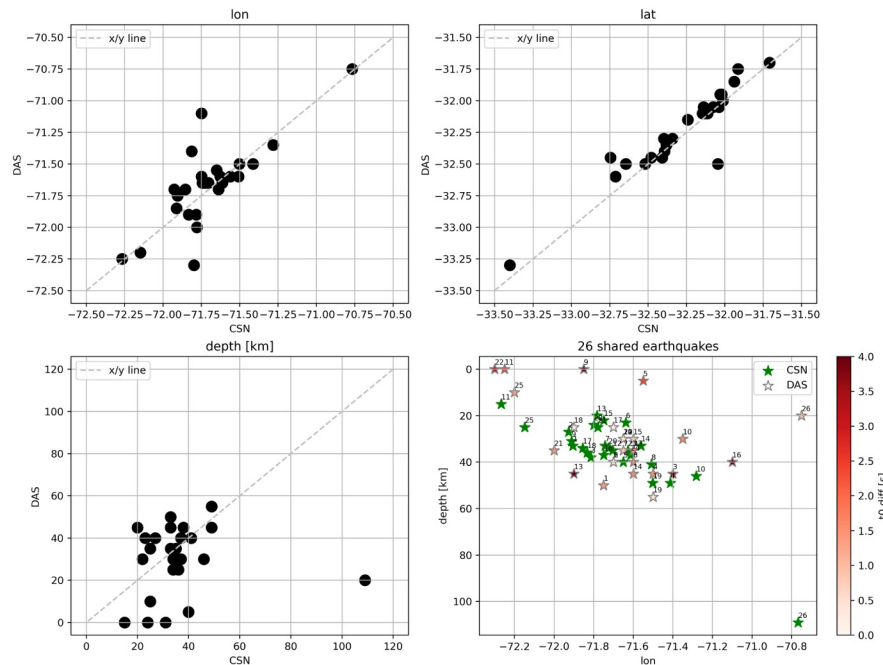 lon
x/y line
−70.50
−70.75
−71.00
−71.25
−71.50
−71.75
−72.00
−72.25
−72.50
DAS
−72.50 −72.25 −72.00 −71.75 −71.50 −71.25 −71.00 −70.75 −70.50
CSN
lat
x/y line
−31.50
−31.75
−32.00
−32.25
−32.50
−32.75
−33.00
−33.25
−33.50
DAS
−33.50 −33.25 −33.00 −32.75 −32.50 −32.25 −32.00 −31.75 −31.50
CSN
depth [km]
x/y line
120
100
80
60
40
20
0
DAS
0 20 40 60 80 100 120
CSN
26 shared earthquakes
CSN
DAS
0
20
40
60
80
100
depth [km]
22 11 9
5
11 25
26
13 15 6
25 18 17
15
10
21 17 18 7 14
16
13 1 14 8 3 10
19
19
26
−72.2 −72.0 −71.8 −71.6 −71.4 −71.2 −71.0 −70.8
lon
4.0
3.5
3.0
2.5
2.0
1.5
1.0
0.5
0.0
t0 diff [s]